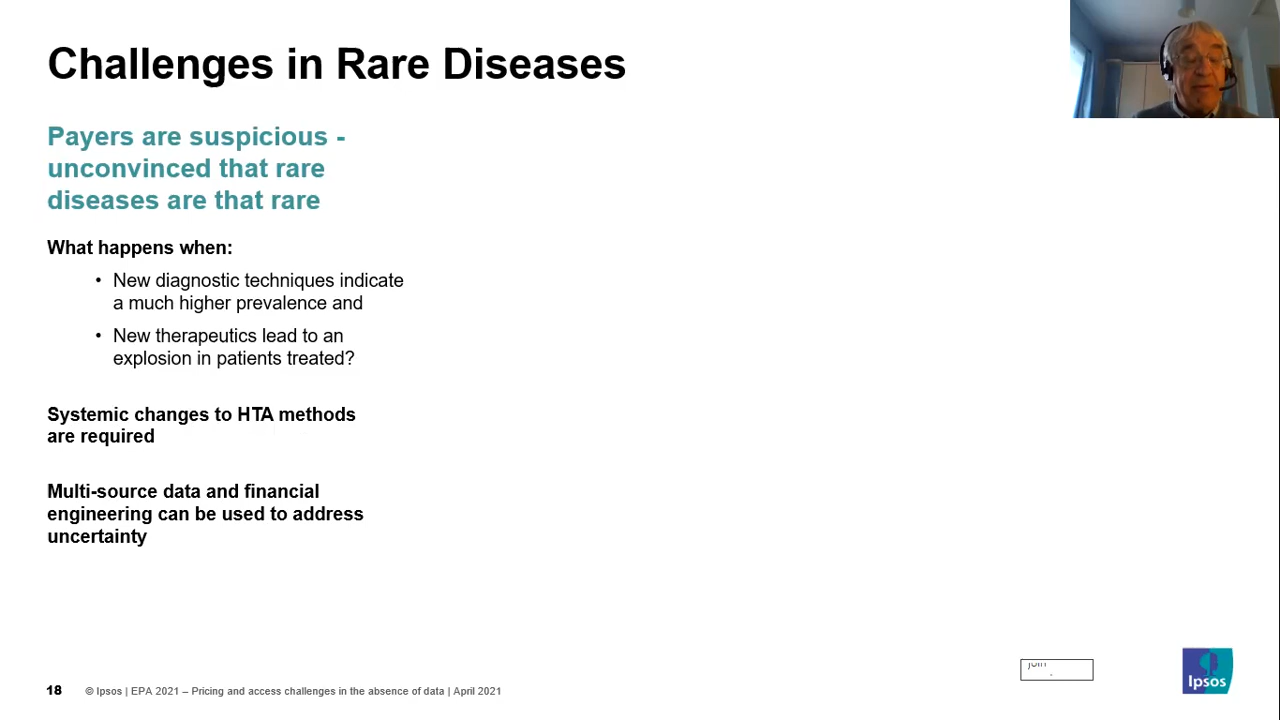 Challenges in Rare Diseases
Payers are suspicious -
unconvinced that rare
diseases are that rare
What happens when:
• New diagnostic techniques indicate
a much higher prevalence and
• New therapeutics lead to an
explosion in patients treated?
Systemic changes to HTA methods
are required
Multi-source data and financial
engineering can be used to address
uncertainty
18
© Ipsos | EPA 2021 – Pricing and access challenges in the absence of data | April 2021
Ipsos